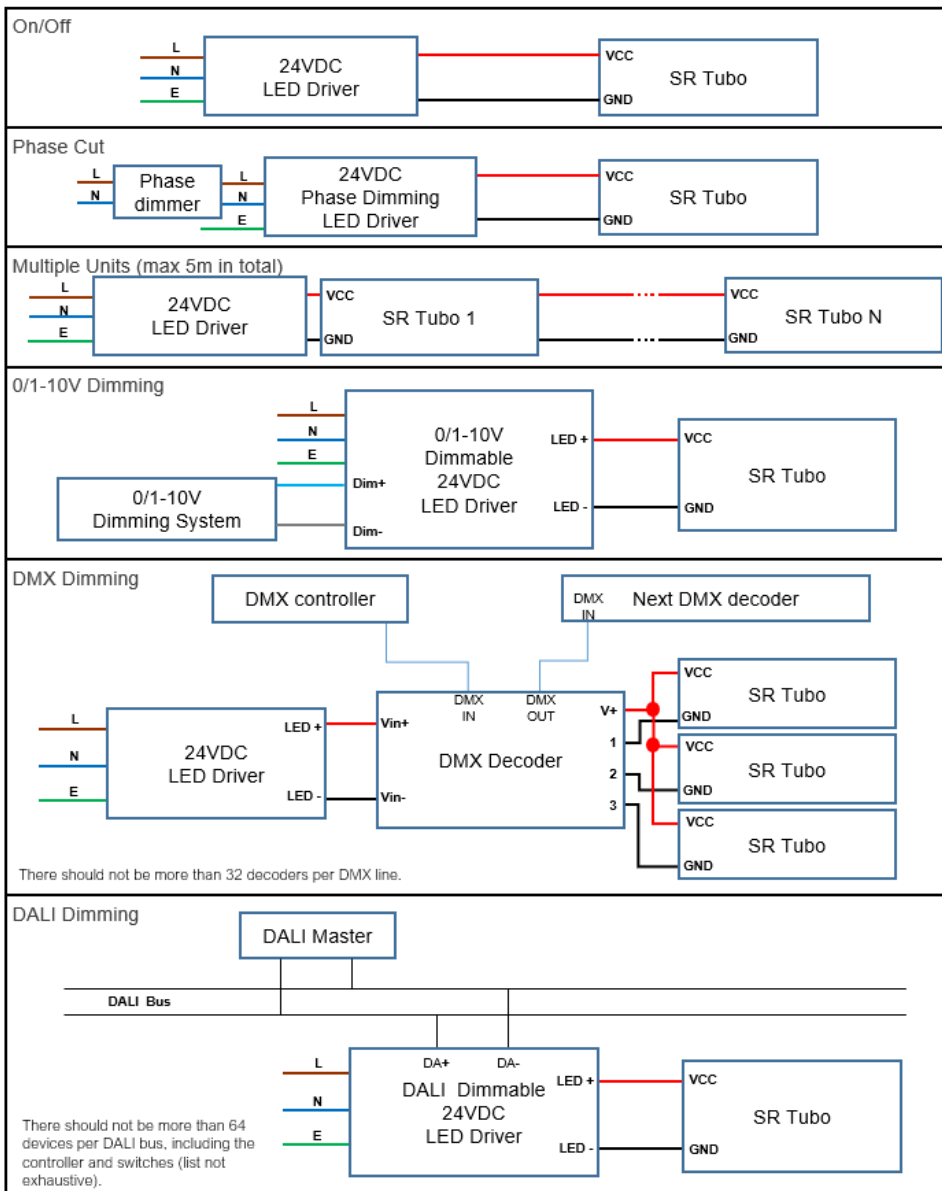 On/Off
L
N
E
24VDC
LED Driver
VCC
GND
SR Tubo
Phase Cut
L
N
Phase
dimmer
L
N
E
24VDC
Phase Dimming
LED Driver
VCC
GND
SR Tubo
Multiple Units (max 5m in total)
L
N
E
24VDC
LED Driver
VCC
GND
SR Tubo 1
VCC
GND
SR Tubo N
0/1-10V Dimming
L
N
E
0/1-10V
Dimming System
Dim+
Dim-
0/1-10V
Dimmable
24VDC
LED Driver
LED +
LED -
VCC
GND
SR Tubo
DMX Dimming
DMX controller
DMX
IN
Next DMX decoder
L
N
E
24VDC
LED Driver
LED +
LED -
Vin+
Vin-
DMX
IN
DMX
OUT
DMX Decoder
V+
1
2
3
VCC
GND
SR Tubo
VCC
GND
SR Tubo
VCC
GND
SR Tubo
There should not be more than 32 decoders per DMX line.
DALI Dimming
DALI Master
DALI Bus
L
N
E
DA+
DA-
DALI Dimmable
24VDC
LED Driver
LED +
LED -
VCC
GND
SR Tubo
There should not be more than 64
devices per DALI bus, including the
controller and switches (list not
exhaustive).